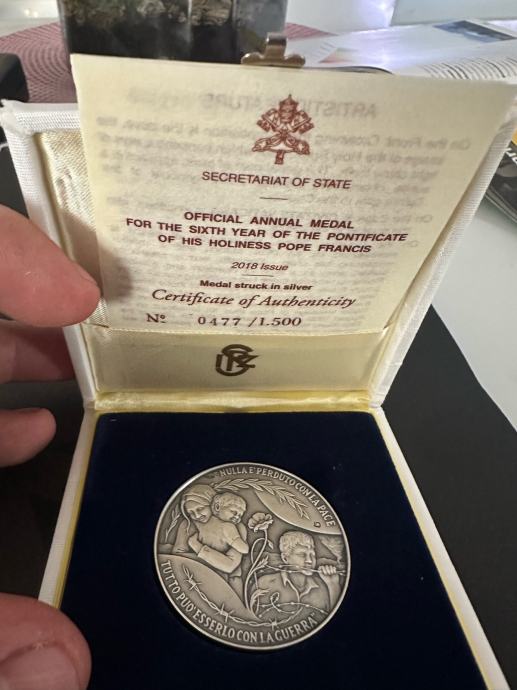 SECRETARIAT OF STATE
OFFICIAL ANNUAL MEDAL
FOR THE SIXTH YEAR OF THE PONTIFICATE
OF HIS HOLINESS POPE FRANCIS
2018 Issue
Medal struck in silver
Certificate of Authenticity
Nº 0477 /1.500
"NULLA E' PERDUTO CON LA PACE
TUTTO PUO' ESSERLO CON LA GUERRA"